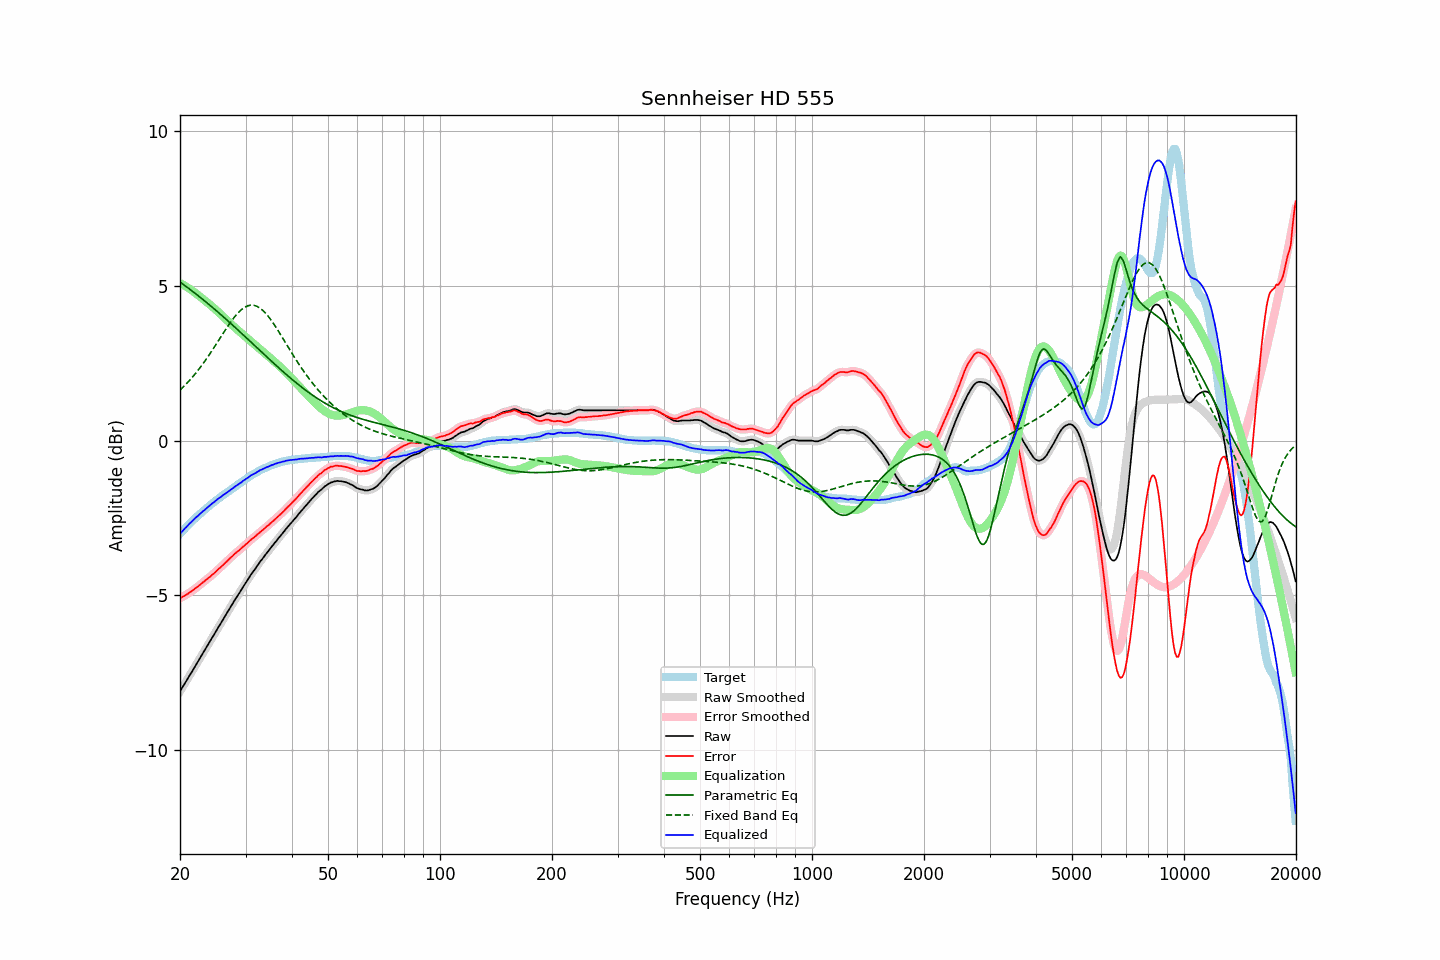 Sennheiser HD 555
10
5
0
−5
−10
Amplitude (dBr)
20
50
100
200
500
1000
2000
5000
10000
20000
Frequency (Hz)
Target
Raw Smoothed
Error Smoothed
Raw
Error
Equalization
Parametric Eq
Fixed Band Eq
Equalized